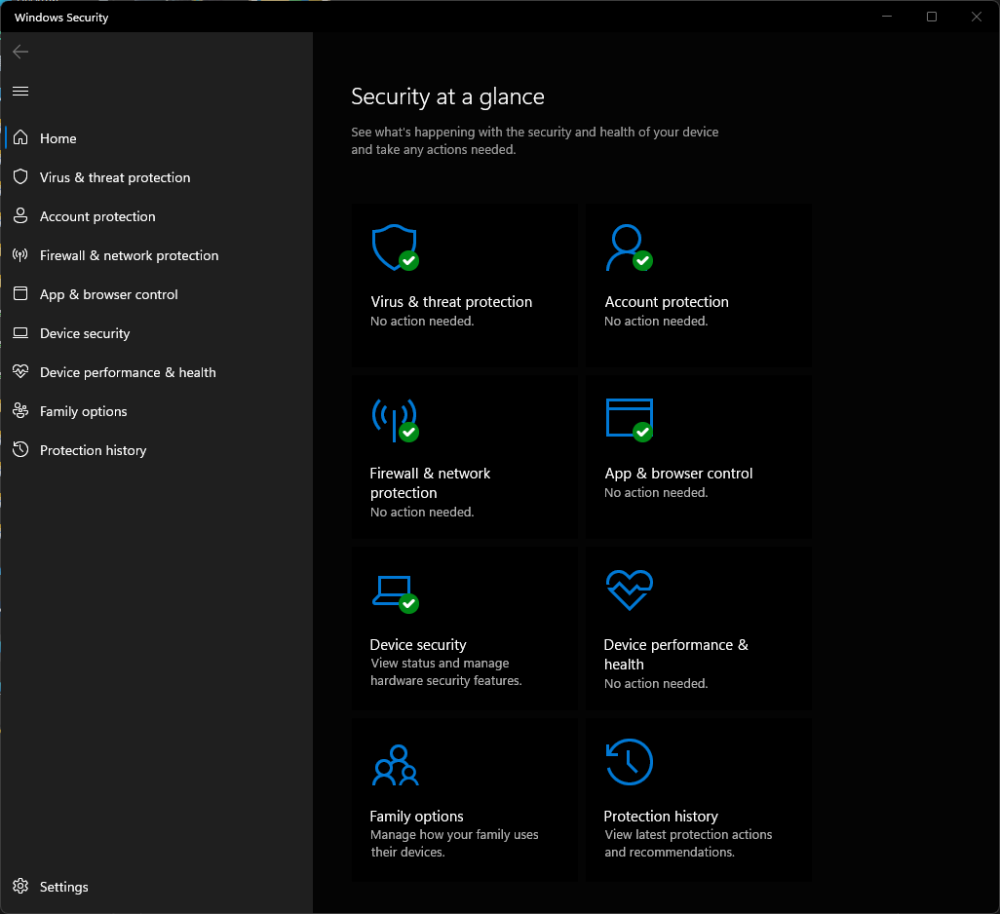 Windows Security
Home
Virus & threat protection
Account protection
Firewall & network protection
App & browser control
Device security
Device performance & health
Family options
Protection history
Settings
Security at a glance
See what's happening with the security and health of your device
and take any actions needed.
Virus & threat protection
No action needed.
Account protection
No action needed.
Firewall & network
protection
No action needed.
App & browser control
No action needed.
Device security
View status and manage
hardware security features.
Device performance &
health
No action needed.
Family options
Manage how your family uses
their devices.
Protection history
View latest protection actions
and recommendations.